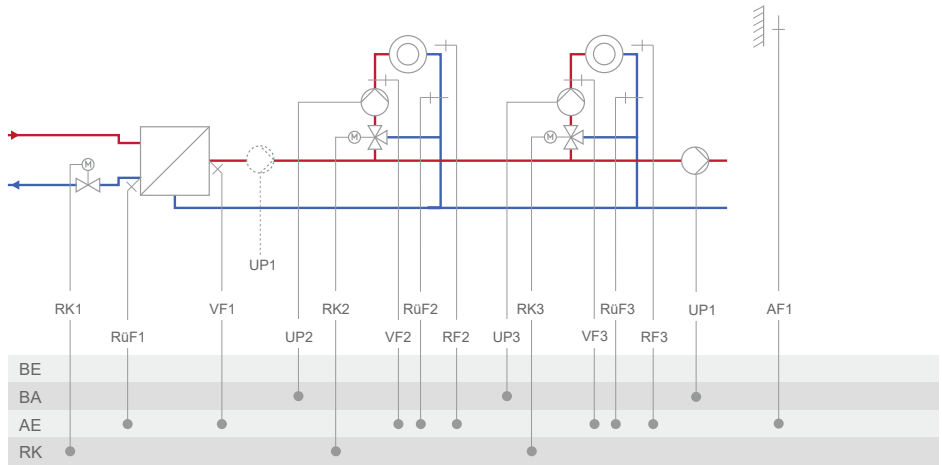 M
M
M
UP1
RK1
VF1
RK2
RüF2
RK3
RüF3
UP1
AF1
RüF1
UP2
VF2
RF2
UP3
VF3
RF3
BE
BA
AE
RK